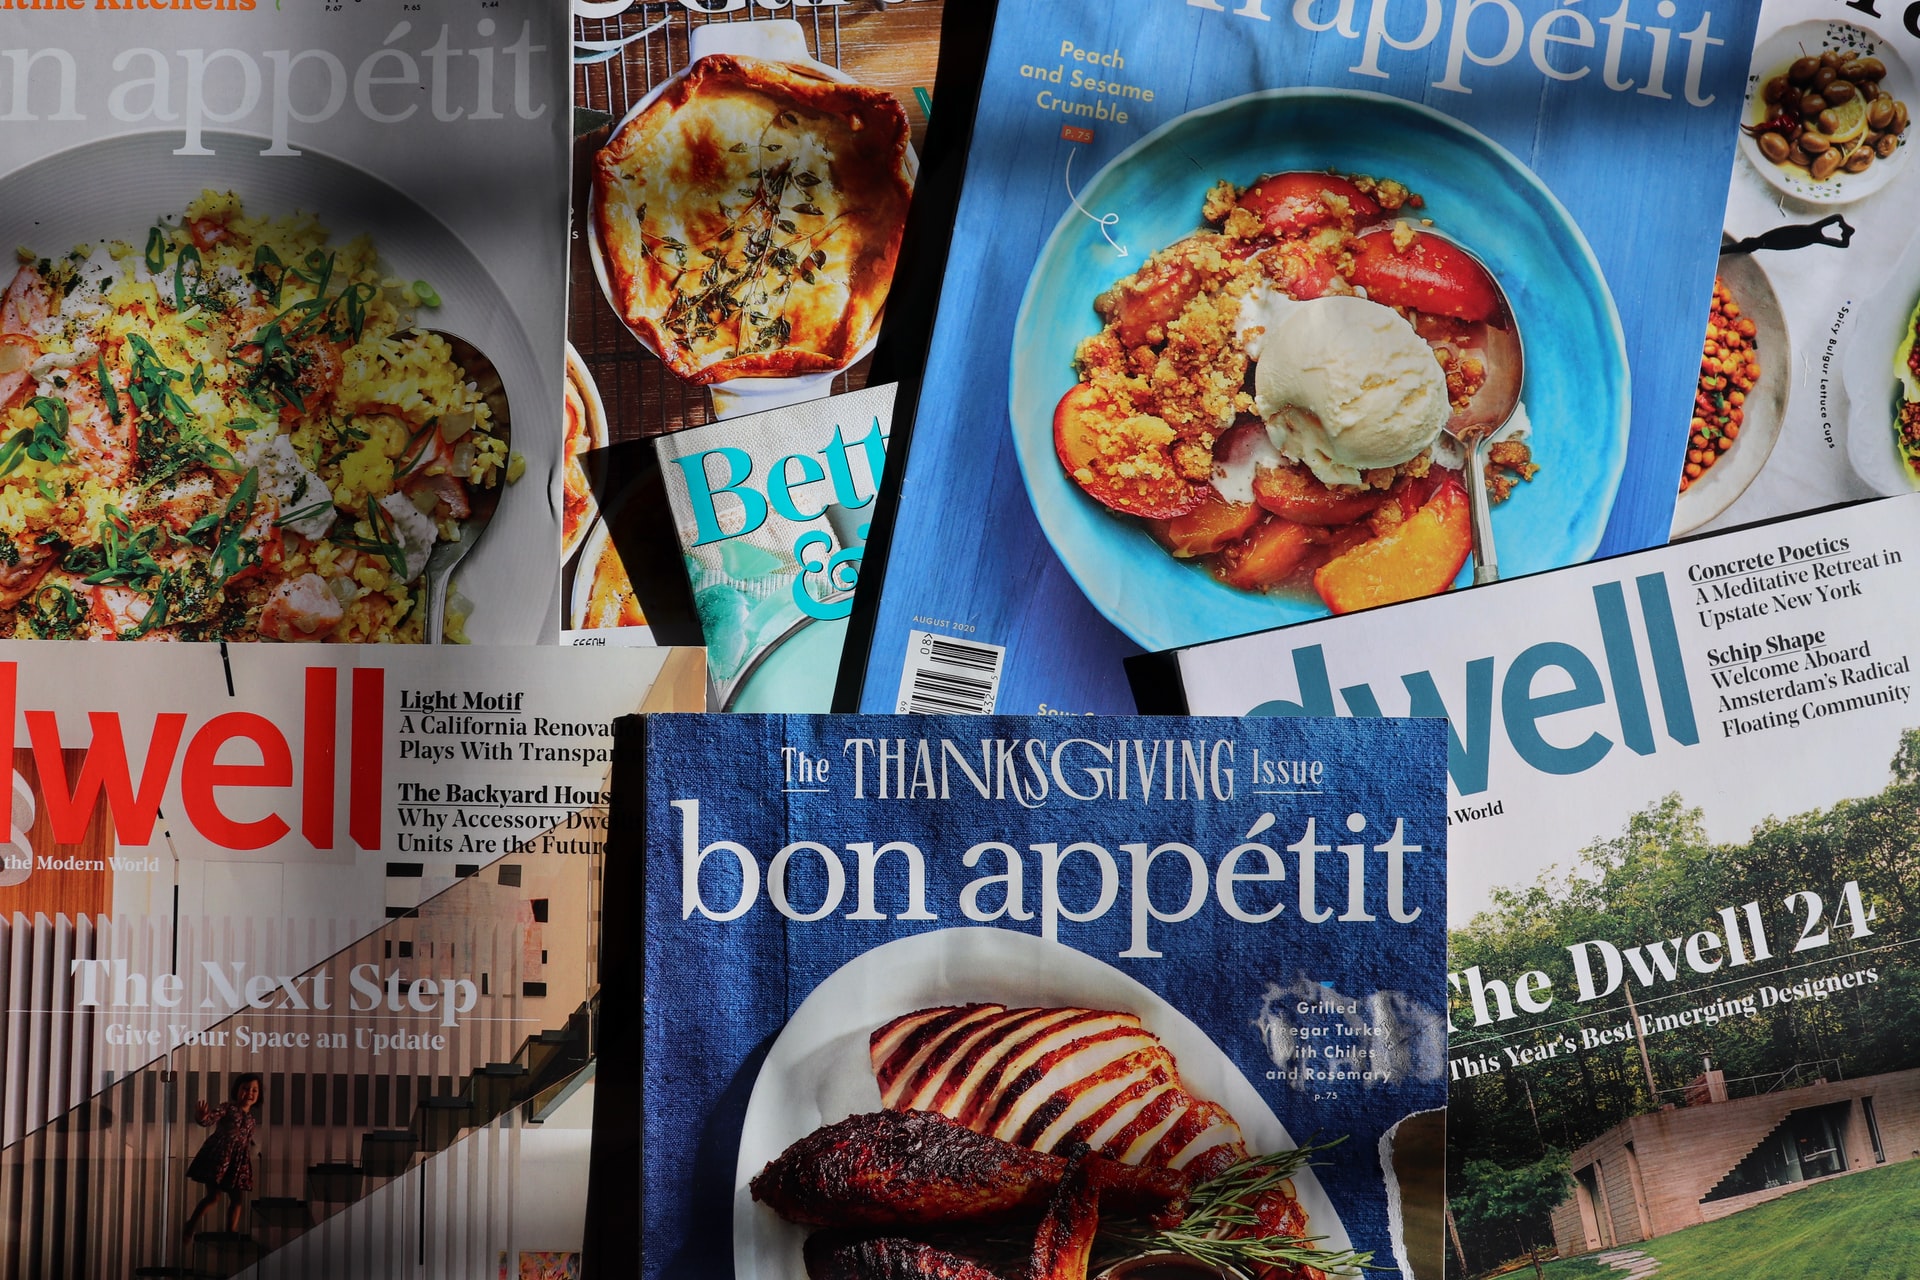 P.67
P.65
P.44
n appétit
Bett
&
appétit
Peach
and Sesame
Crumble
P. 75
AUGUST 2020
Spicy Bulgur Lettuce Cups
dwell
Concrete Poetics
A Meditative Retreat in
Upstate New York
Schip Shape
Welcome Aboard
Amsterdam's Radical
Floating Community
World
The Dwell 24
This Year's Best Emerging Designers
dwell
the Modern World
Light Motif
A California Renovat
Plays With Transpar
The Backyard Hous
Why Accessory Dwe
Units Are the Futur
The Next Step
Give Your Space an Update
The THANKSGIVING Issue
bon appétit
Grilled
Vinegar Turkey
With Chiles
and Rosemary
p.75